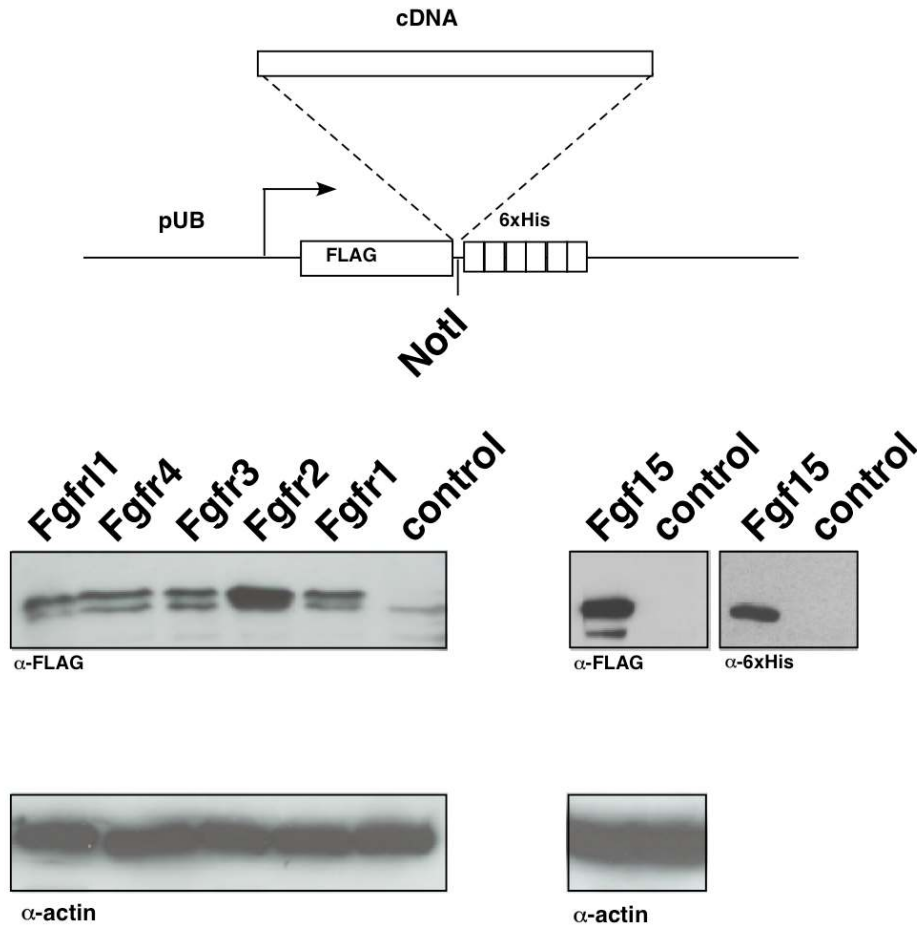 cDNA
pUB
6xHis
FLAG
NotI
Fgfrl1 Fgfr4 Fgfr3 Fgfr2 Fgfr1 control
Fgf15 control Fgf15 control
α-FLAG
α-FLAG α-6xHis
α-actin
α-actin